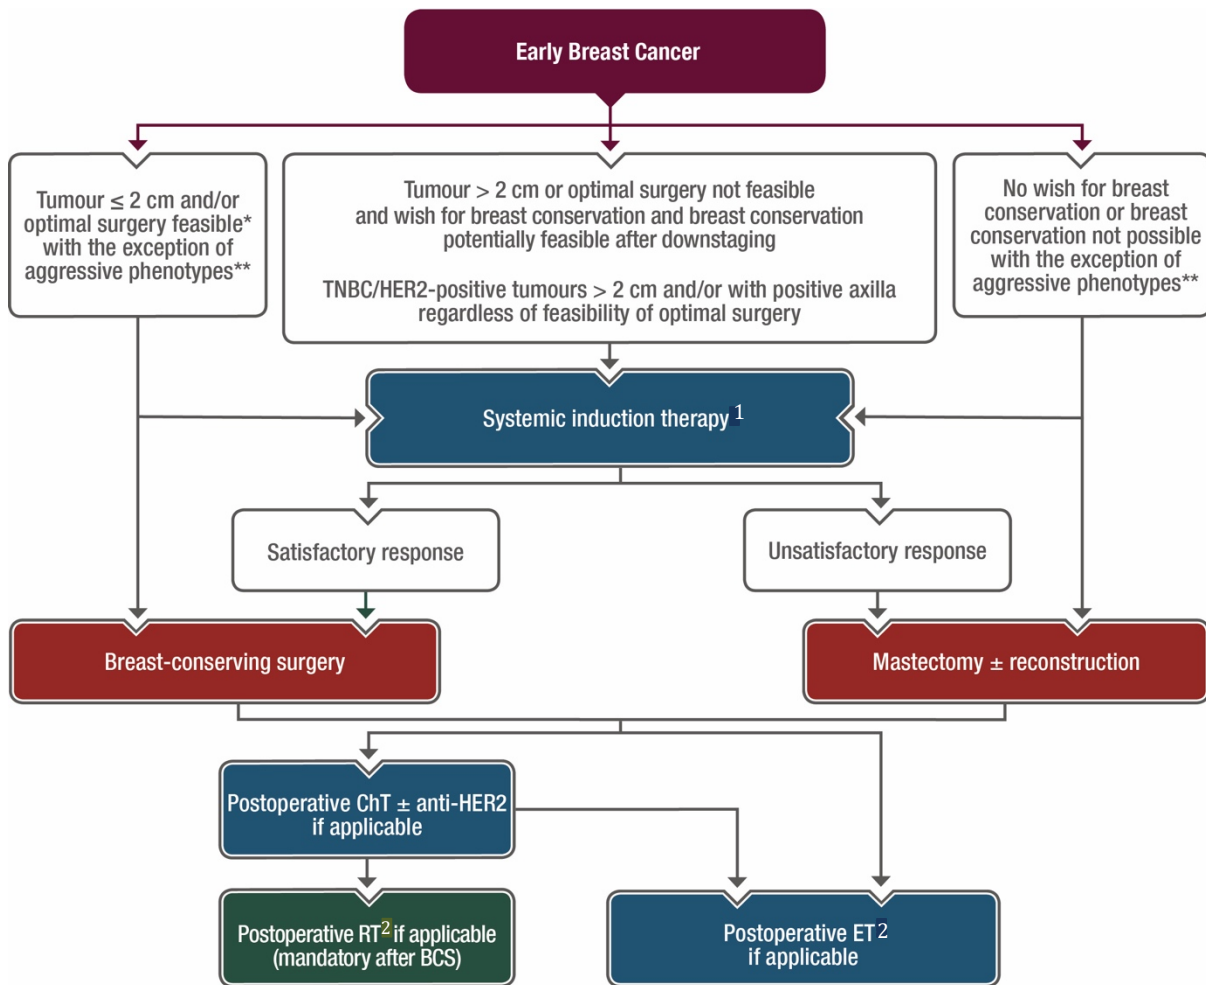 Early Breast Cancer
Tumour ≤ 2 cm and/or
optimal surgery feasible*
with the exception of
aggressive phenotypes**
Tumour > 2 cm or optimal surgery not feasible
and wish for breast conservation and breast conservation
potentially feasible after downstaging
TNBC/HER2-positive tumours > 2 cm and/or with positive axilla
regardless of feasibility of optimal surgery
No wish for breast
conservation or breast
conservation not possible
with the exception of
aggressive phenotypes**
Systemic induction therapy1
Satisfactory response
Unsatisfactory response
Breast-conserving surgery
Mastectomy ± reconstruction
Postoperative ChT ± anti-HER2
if applicable
Postoperative RT2 if applicable
(mandatory after BCS)
Postoperative ET2
if applicable